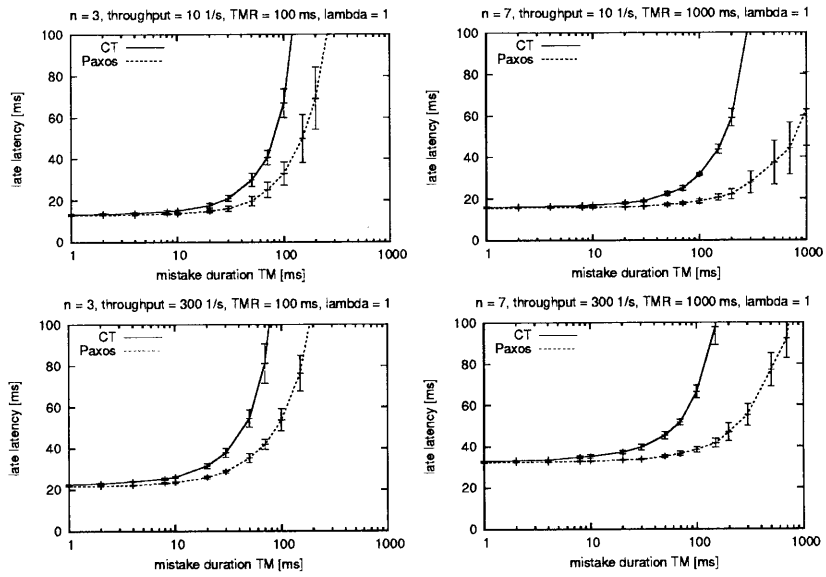 n = 3, throughput = 10 1/s, TMR = 100 ms, lambda = 1
100
80
60
40
20
0
late latency [ms]
CT
Paxos
1
10
100
1000
mistake duration TM [ms]
n = 7, throughput = 10 1/s, TMR = 1000 ms, lambda = 1
100
80
60
40
20
0
late latency [ms]
CT
Paxos
1
10
100
1000
mistake duration TM [ms]
n = 3, throughput = 300 1/s, TMR = 100 ms, lambda = 1
100
80
60
40
20
0
late latency [ms]
CT
Paxos
1
10
100
1000
mistake duration TM [ms]
n = 7, throughput = 300 1/s, TMR = 1000 ms, lambda = 1
100
80
60
40
20
0
late latency [ms]
CT
Paxos
1
10
100
1000
mistake duration TM [ms]